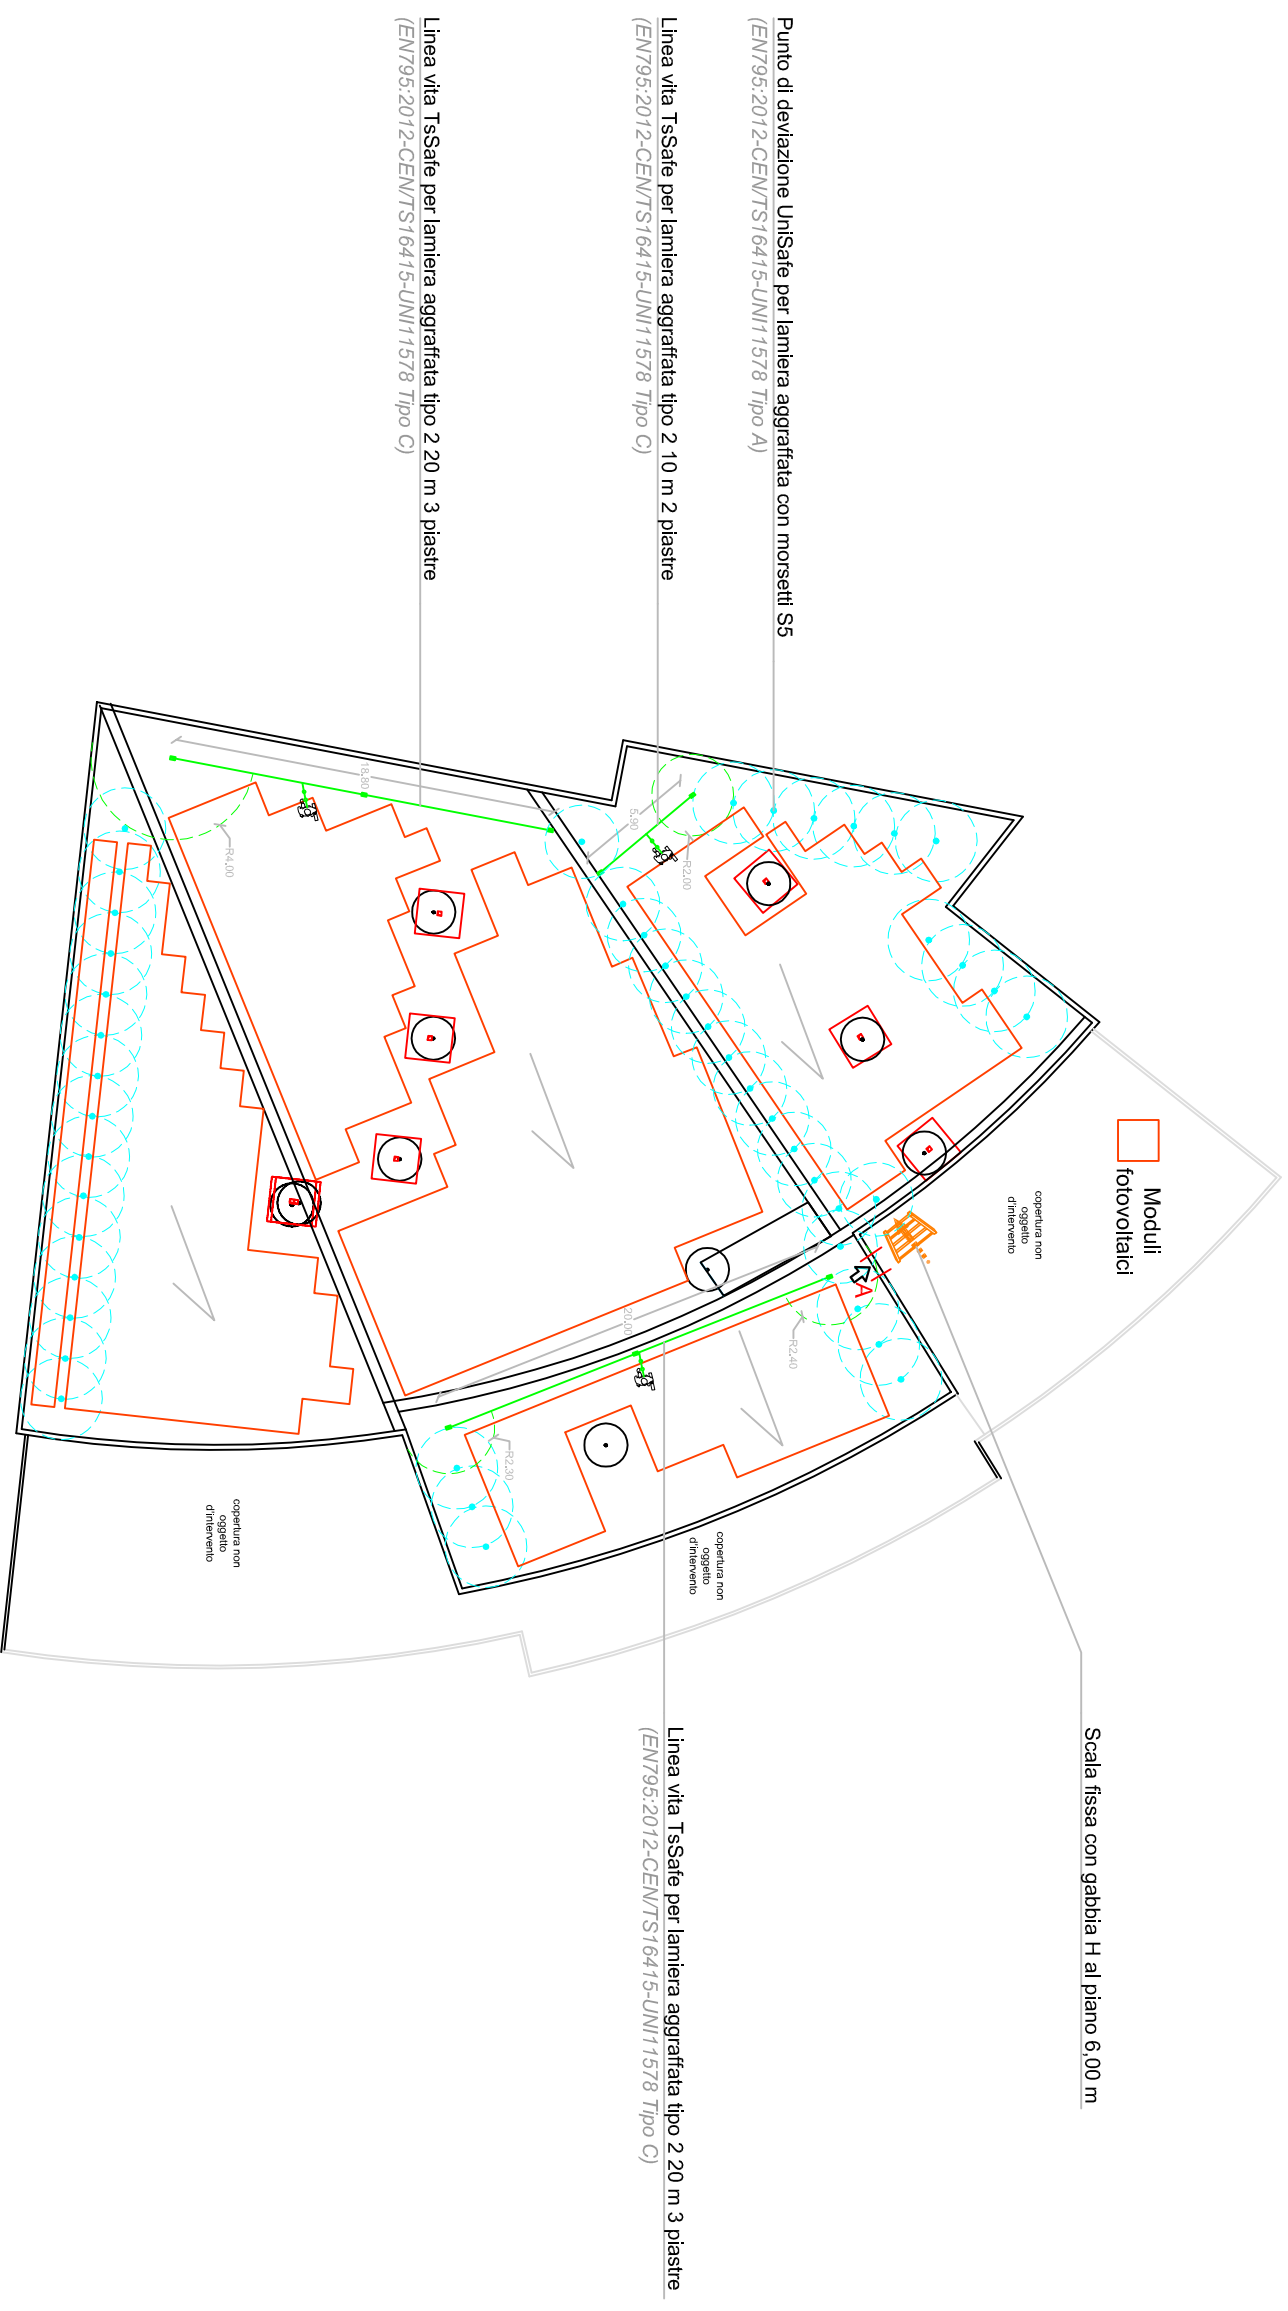 Punto di deviazione UniSafe per lamiera aggraffata con morsetti S5
(EN795:2012-CEN/TS16415-UNI11578 Tipo A)
Linea vita TsSafe per lamiera aggraffata tipo 2 10 m 2 piastre
(EN795:2012-CEN/TS16415-UNI11578 Tipo C)
Linea vita TsSafe per lamiera aggraffata tipo 2 20 m 3 piastre
(EN795:2012-CEN/TS16415-UNI11578 Tipo C)
Moduli
fotovoltaici
copertura non
oggetto
d'intervento
R2.00
5.90
18.80
R4.00
A
R2.40
20.00
R2.30
copertura non
oggetto
d'intervento
copertura non
oggetto
d'intervento
Scala fissa con gabbia H al piano 6,00 m
Linea vita TsSafe per lamiera aggraffata tipo 2 20 m 3 piastre
(EN795:2012-CEN/TS16415-UNI11578 Tipo C)